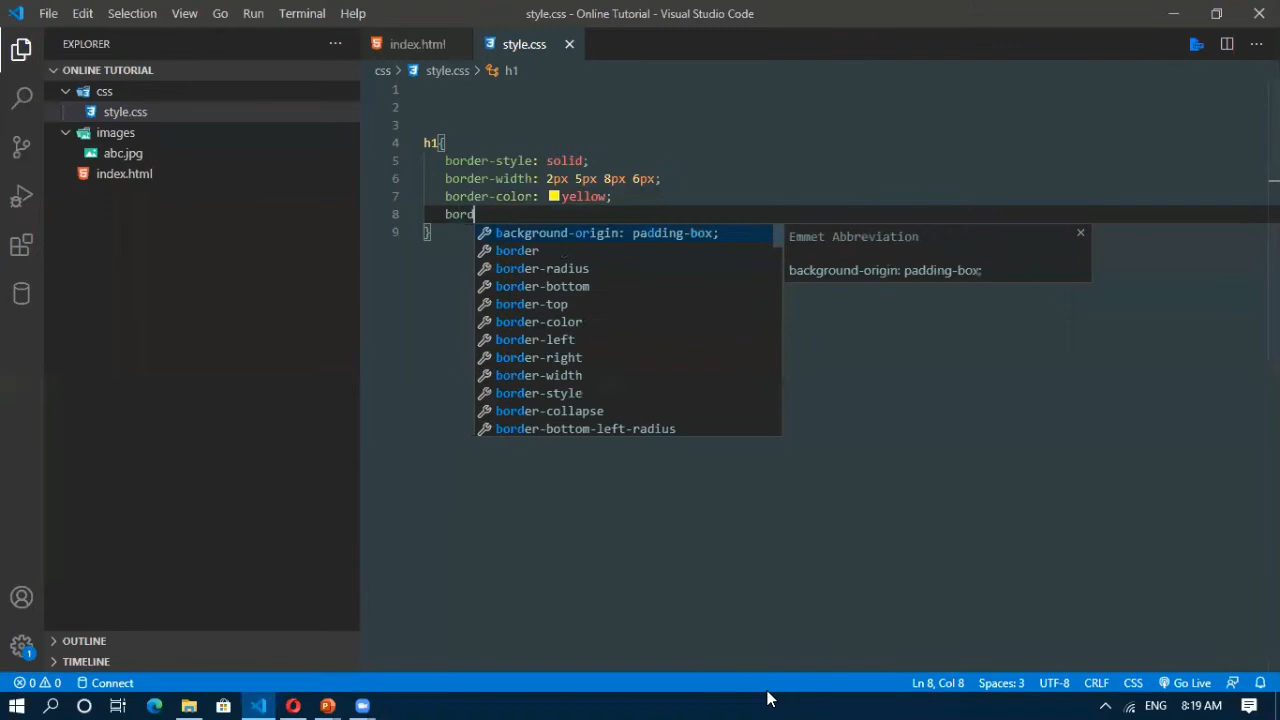 File Edit Selection View Go Run Terminal Help style.css - Online Tutorial - Visual Studio Code
EXPLORER
ONLINE TUTORIAL
css
style.css
images
abc.jpg
index.html
OUTLINE
TIMELINE
index.html style.css
css > style.css > h1
1
2
3
4 h1{
5 border-style: solid;
6 border-width: 2px 5px 8px 6px;
7 border-color: yellow;
8 bord
9 }
background-origin: padding-box;
border
border-radius
border-bottom
border-top
border-color
border-left
border-right
border-width
border-style
border-collapse
border-bottom-left-radius
Emmet Abbreviation
background-origin: padding-box;
1
0 0 Connect Ln 8, Col 8 Spaces: 3 UTF-8 CRLF CSS Go Live
ENG 8:19 AM